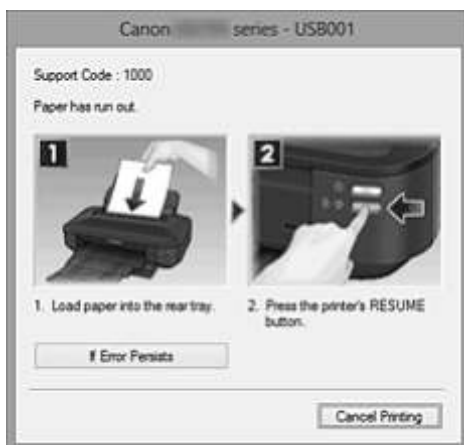 Canon series - USB001
Support Code : 1000
Paper has run out.
1
2
1. Load paper into the rear tray.
2. Press the printer's RESUME
button.
If Error Persists
Cancel Printing